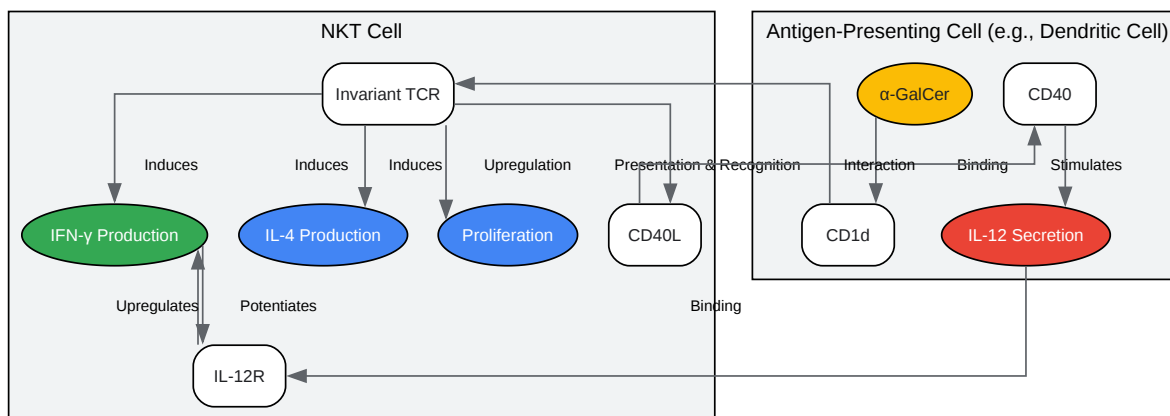 NKT Cell
Antigen-Presenting Cell (e.g., Dendritic Cell)
Invariant TCR
α-GalCer
CD40
Induces
Induces
Induces
Upregulation
Presentation & Recognition
Interaction
Binding
Stimulates
IFN-γ Production
IL-4 Production
Proliferation
CD40L
CD1d
IL-12 Secretion
Upregulates
Potentiates
Binding
IL-12R